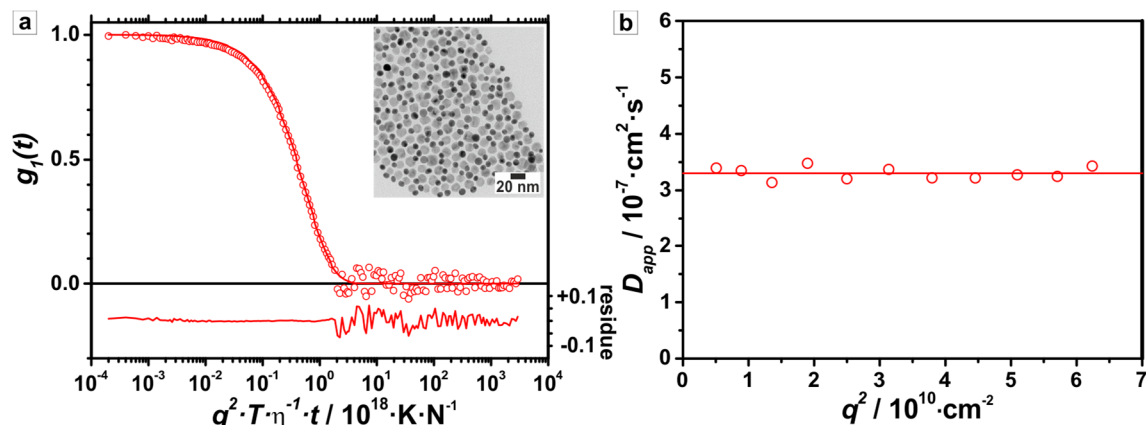 a
g₁(t)
1.0
0.5
0.0
20 nm
+0.1
-0.1
residue
10⁻⁴ 10⁻³ 10⁻² 10⁻¹ 10⁰ 10¹ 10² 10³ 10⁴
q²·T·η⁻¹·t / 10¹⁸·K·N⁻¹
b
D_app / 10⁻⁷·cm²·s⁻¹
6
5
4
3
2
1
0
0 1 2 3 4 5 6 7
q² / 10¹⁰·cm⁻²